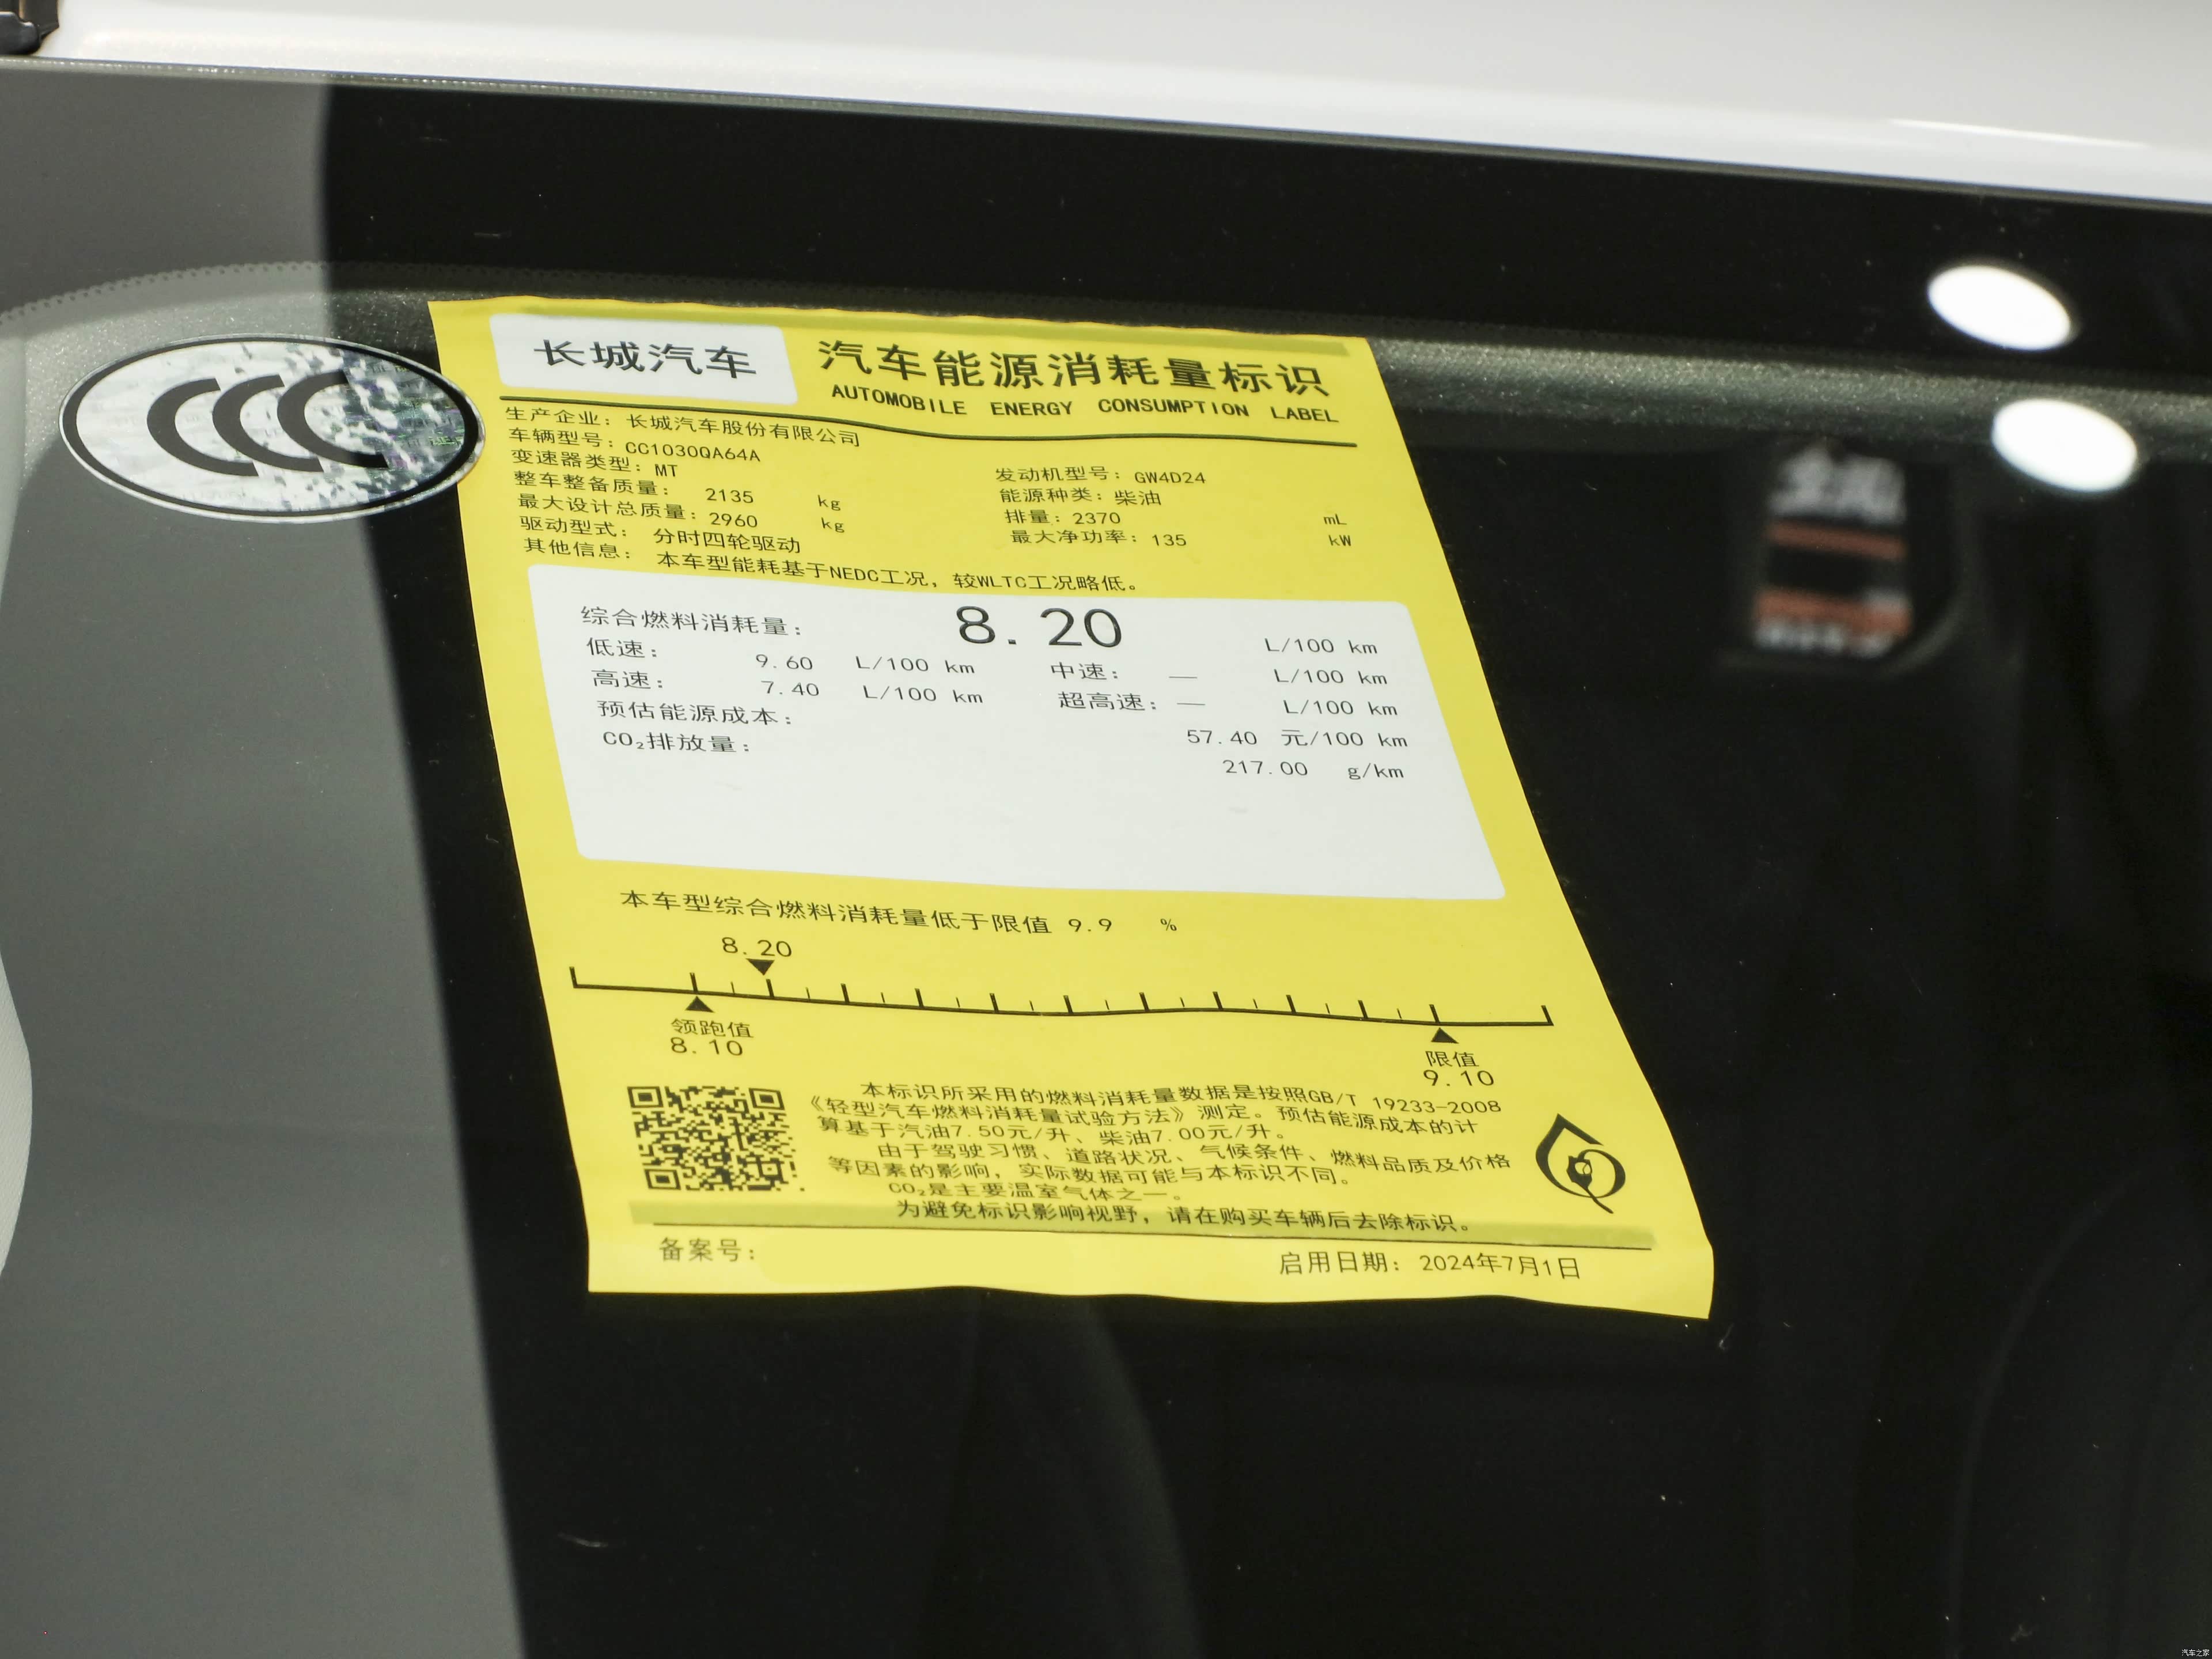 CCC
长城汽车
汽车能源消耗量标识
AUTOMOBILE ENERGY CONSUMPTION LABEL
生产企业：长城汽车股份有限公司
车辆型号：CC1030QA64A
变速器类型：MT
发动机型号：GW4D24
整车整备质量： 2135 kg
能源种类：柴油
最大设计总质量：2960 kg
排量：2370 mL
驱动型式： 分时四轮驱动
最大净功率：135 kW
其他信息： 本车型能耗基于NEDC工况，较WLTC工况略低。
综合燃料消耗量： 8.20 L/100 km
低速： 9.60 L/100 km 中速： — L/100 km
高速： 7.40 L/100 km 超高速：— L/100 km
预估能源成本： 57.40 元/100 km
CO₂排放量： 217.00 g/km
本车型综合燃料消耗量低于限值 9.9 %
8.20
领跑值
8.10
限值
9.10
本标识所采用的燃料消耗量数据是按照GB/T 19233-2008
《轻型汽车燃料消耗量试验方法》测定。预估能源成本的计
算基于汽油7.50元/升、柴油7.00元/升。
由于驾驶习惯、道路状况、气候条件、燃料品质及价格
等因素的影响，实际数据可能与本标识不同。
CO₂是主要温室气体之一。
为避免标识影响视野，请在购买车辆后去除标识。
备案号：
启用日期：2024年7月1日
汽车之家